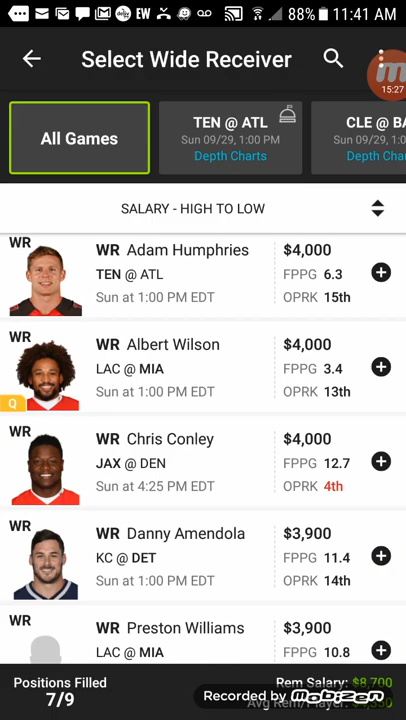 EW
88% 11:41 AM
Select Wide Receiver
15:27
All Games
TEN @ ATL
Sun 09/29, 1:00 PM
Depth Charts
CLE @ BA
Sun 09/29, 1:0
Depth Char
SALARY - HIGH TO LOW
WR
WR Adam Humphries
TEN @ ATL
Sun at 1:00 PM EDT
$4,000
FPPG 6.3
OPRK 15th
WR
Q
WR Albert Wilson
LAC @ MIA
Sun at 1:00 PM EDT
$4,000
FPPG 3.4
OPRK 13th
WR
WR Chris Conley
JAX @ DEN
Sun at 4:25 PM EDT
$4,000
FPPG 12.7
OPRK 4th
WR
WR Danny Amendola
KC @ DET
Sun at 1:00 PM EDT
$3,900
FPPG 11.4
OPRK 14th
WR
WR Preston Williams
LAC @ MIA
$3,900
FPPG 10.8
Positions Filled
7/9
Rem Salary: $8,700
Avg Rem/Player:
Recorded by Mobizen